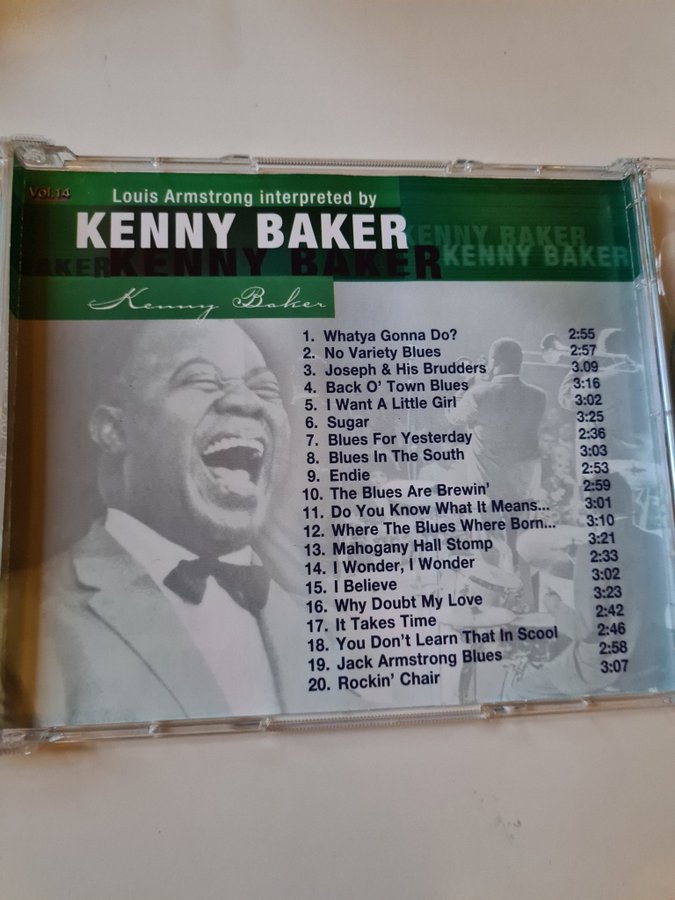 Vol.14
Louis Armstrong interpreted by
KENNY BAKER
KENNY BAKER
KENNY BAKER
KENNY BAKER
BAKER
Kenny Baker
1. Whatya Gonna Do? 2:55
2. No Variety Blues 2:57
3. Joseph & His Brudders 3.09
4. Back O' Town Blues 3:16
5. I Want A Little Girl 3:02
6. Sugar 3:25
7. Blues For Yesterday 2:36
8. Blues In The South 3:03
9. Endie 2:53
10. The Blues Are Brewin' 2:59
11. Do You Know What It Means... 3:01
12. Where The Blues Where Born... 3:10
13. Mahogany Hall Stomp 3:21
14. I Wonder, I Wonder 2:33
15. I Believe 3:02
16. Why Doubt My Love 3:23
17. It Takes Time 2:42
18. You Don't Learn That In Scool 2:46
19. Jack Armstrong Blues 2:58
20. Rockin' Chair 3:07